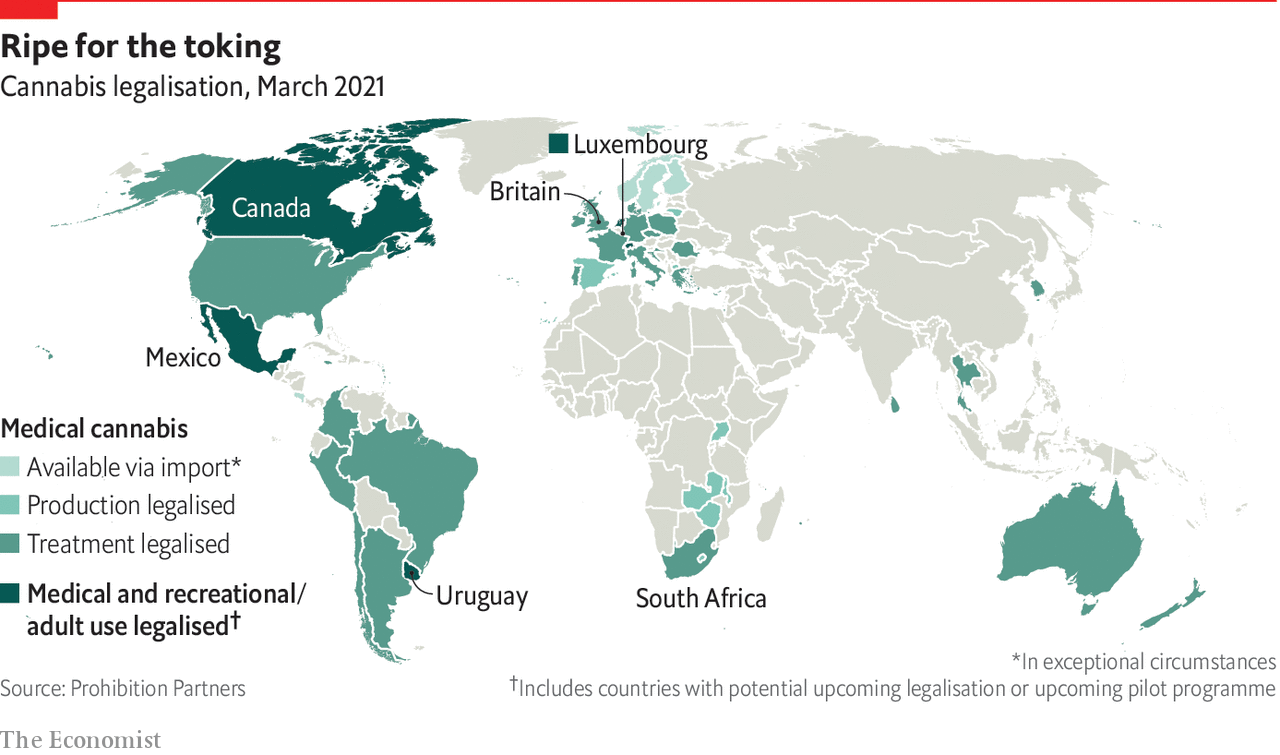 Ripe for the toking
Cannabis legalisation, March 2021
Luxembourg
Britain
Canada
Mexico
Medical cannabis
Available via import*
Production legalised
Treatment legalised
Medical and recreational/
adult use legalised†
Uruguay
South Africa
*In exceptional circumstances
Source: Prohibition Partners
†Includes countries with potential upcoming legalisation or upcoming pilot programme
The Economist